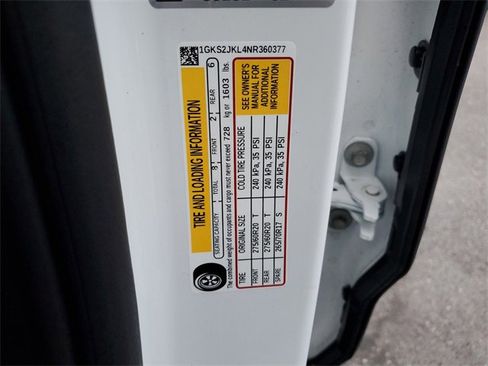 1GKS2JKL4NR360377
TIRE AND LOADING INFORMATION
SEATING CAPACITY TOTAL 8 FRONT 2 REAR 6
The combined weight of occupants and cargo must never exceed 728 kg or 1603 lbs.
TIRE ORIGINAL SIZE COLD TIRE PRESSURE
FRONT 275/60R20 T 240 kPa, 35 PSI
REAR 275/60R20 T 240 kPa, 35 PSI
SPARE 265/70R17 S 240 kPa, 35 PSI
SEE OWNER'S
MANUAL FOR
ADDITIONAL
INFORMATION